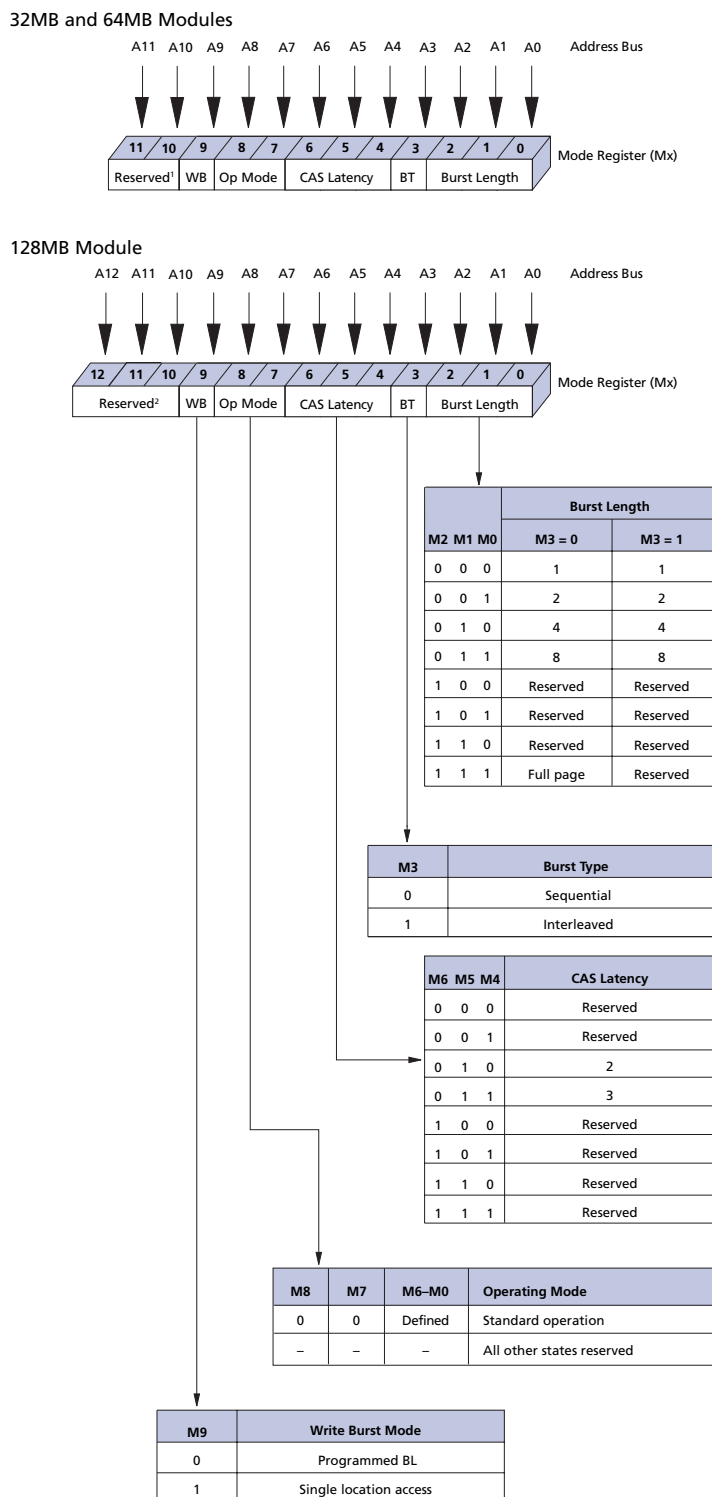 32MB and 64MB Modules
A11 A10 A9 A8 A7 A6 A5 A4 A3 A2 A1 A0 Address Bus
11 10 9 8 7 6 5 4 3 2 1 0
Mode Register (Mx)
Reserved¹ WB Op Mode CAS Latency BT Burst Length
128MB Module
A12 A11 A10 A9 A8 A7 A6 A5 A4 A3 A2 A1 A0 Address Bus
12 11 10 9 8 7 6 5 4 3 2 1 0
Mode Register (Mx)
Reserved² WB Op Mode CAS Latency BT Burst Length
Burst Length
M2 M1 M0 M3 = 0 M3 = 1
0 0 0 1 1
0 0 1 2 2
0 1 0 4 4
0 1 1 8 8
1 0 0 Reserved Reserved
1 0 1 Reserved Reserved
1 1 0 Reserved Reserved
1 1 1 Full page Reserved
M3 Burst Type
0 Sequential
1 Interleaved
M6 M5 M4 CAS Latency
0 0 0 Reserved
0 0 1 Reserved
0 1 0 2
0 1 1 3
1 0 0 Reserved
1 0 1 Reserved
1 1 0 Reserved
1 1 1 Reserved
M8 M7 M6–M0 Operating Mode
0 0 Defined Standard operation
– – – All other states reserved
M9 Write Burst Mode
0 Programmed BL
1 Single location access